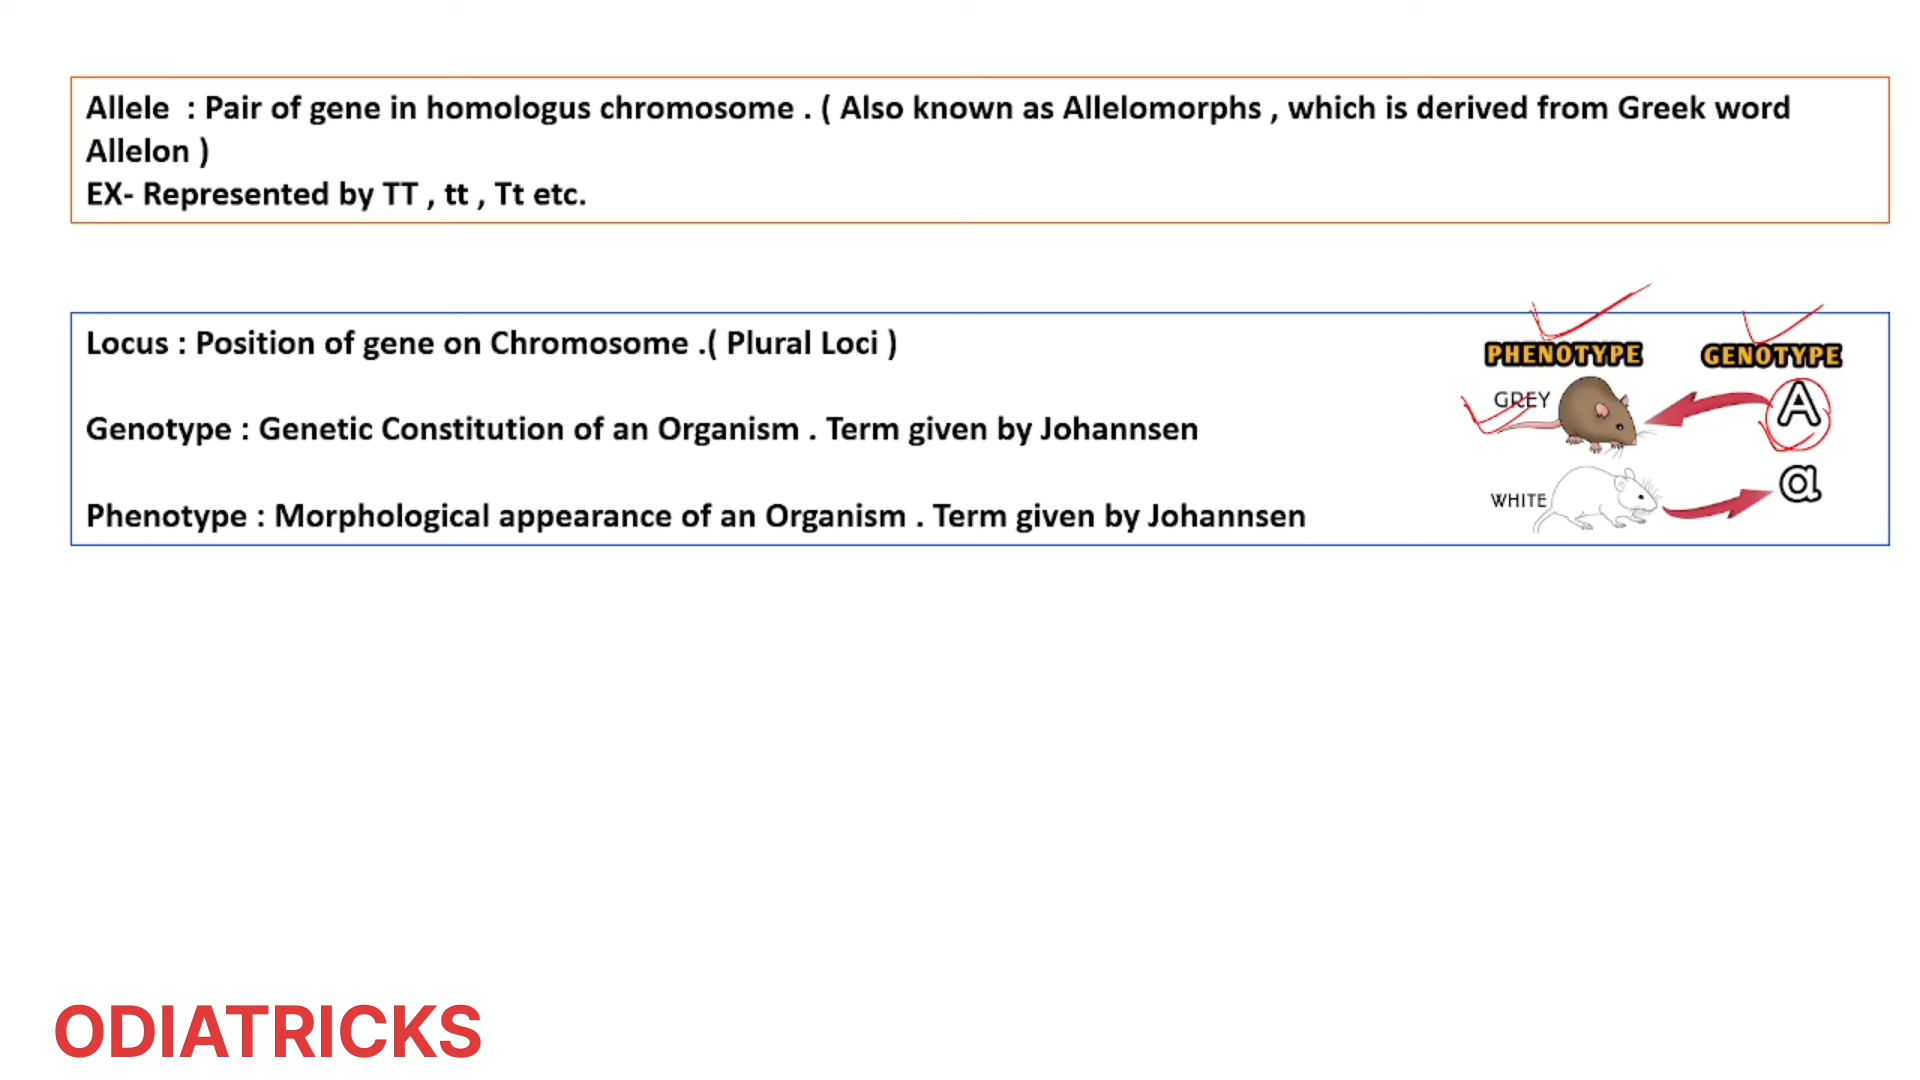 Allele : Pair of gene in homologus chromosome . ( Also known as Allelomorphs , which is derived from Greek word
Allelon )
EX- Represented by TT , tt , Tt etc.
Locus : Position of gene on Chromosome .( Plural Loci )
Genotype : Genetic Constitution of an Organism . Term given by Johannsen
Phenotype : Morphological appearance of an Organism . Term given by Johannsen
PHENOTYPE GENOTYPE
GREY A
WHITE a
ODIATRICKS